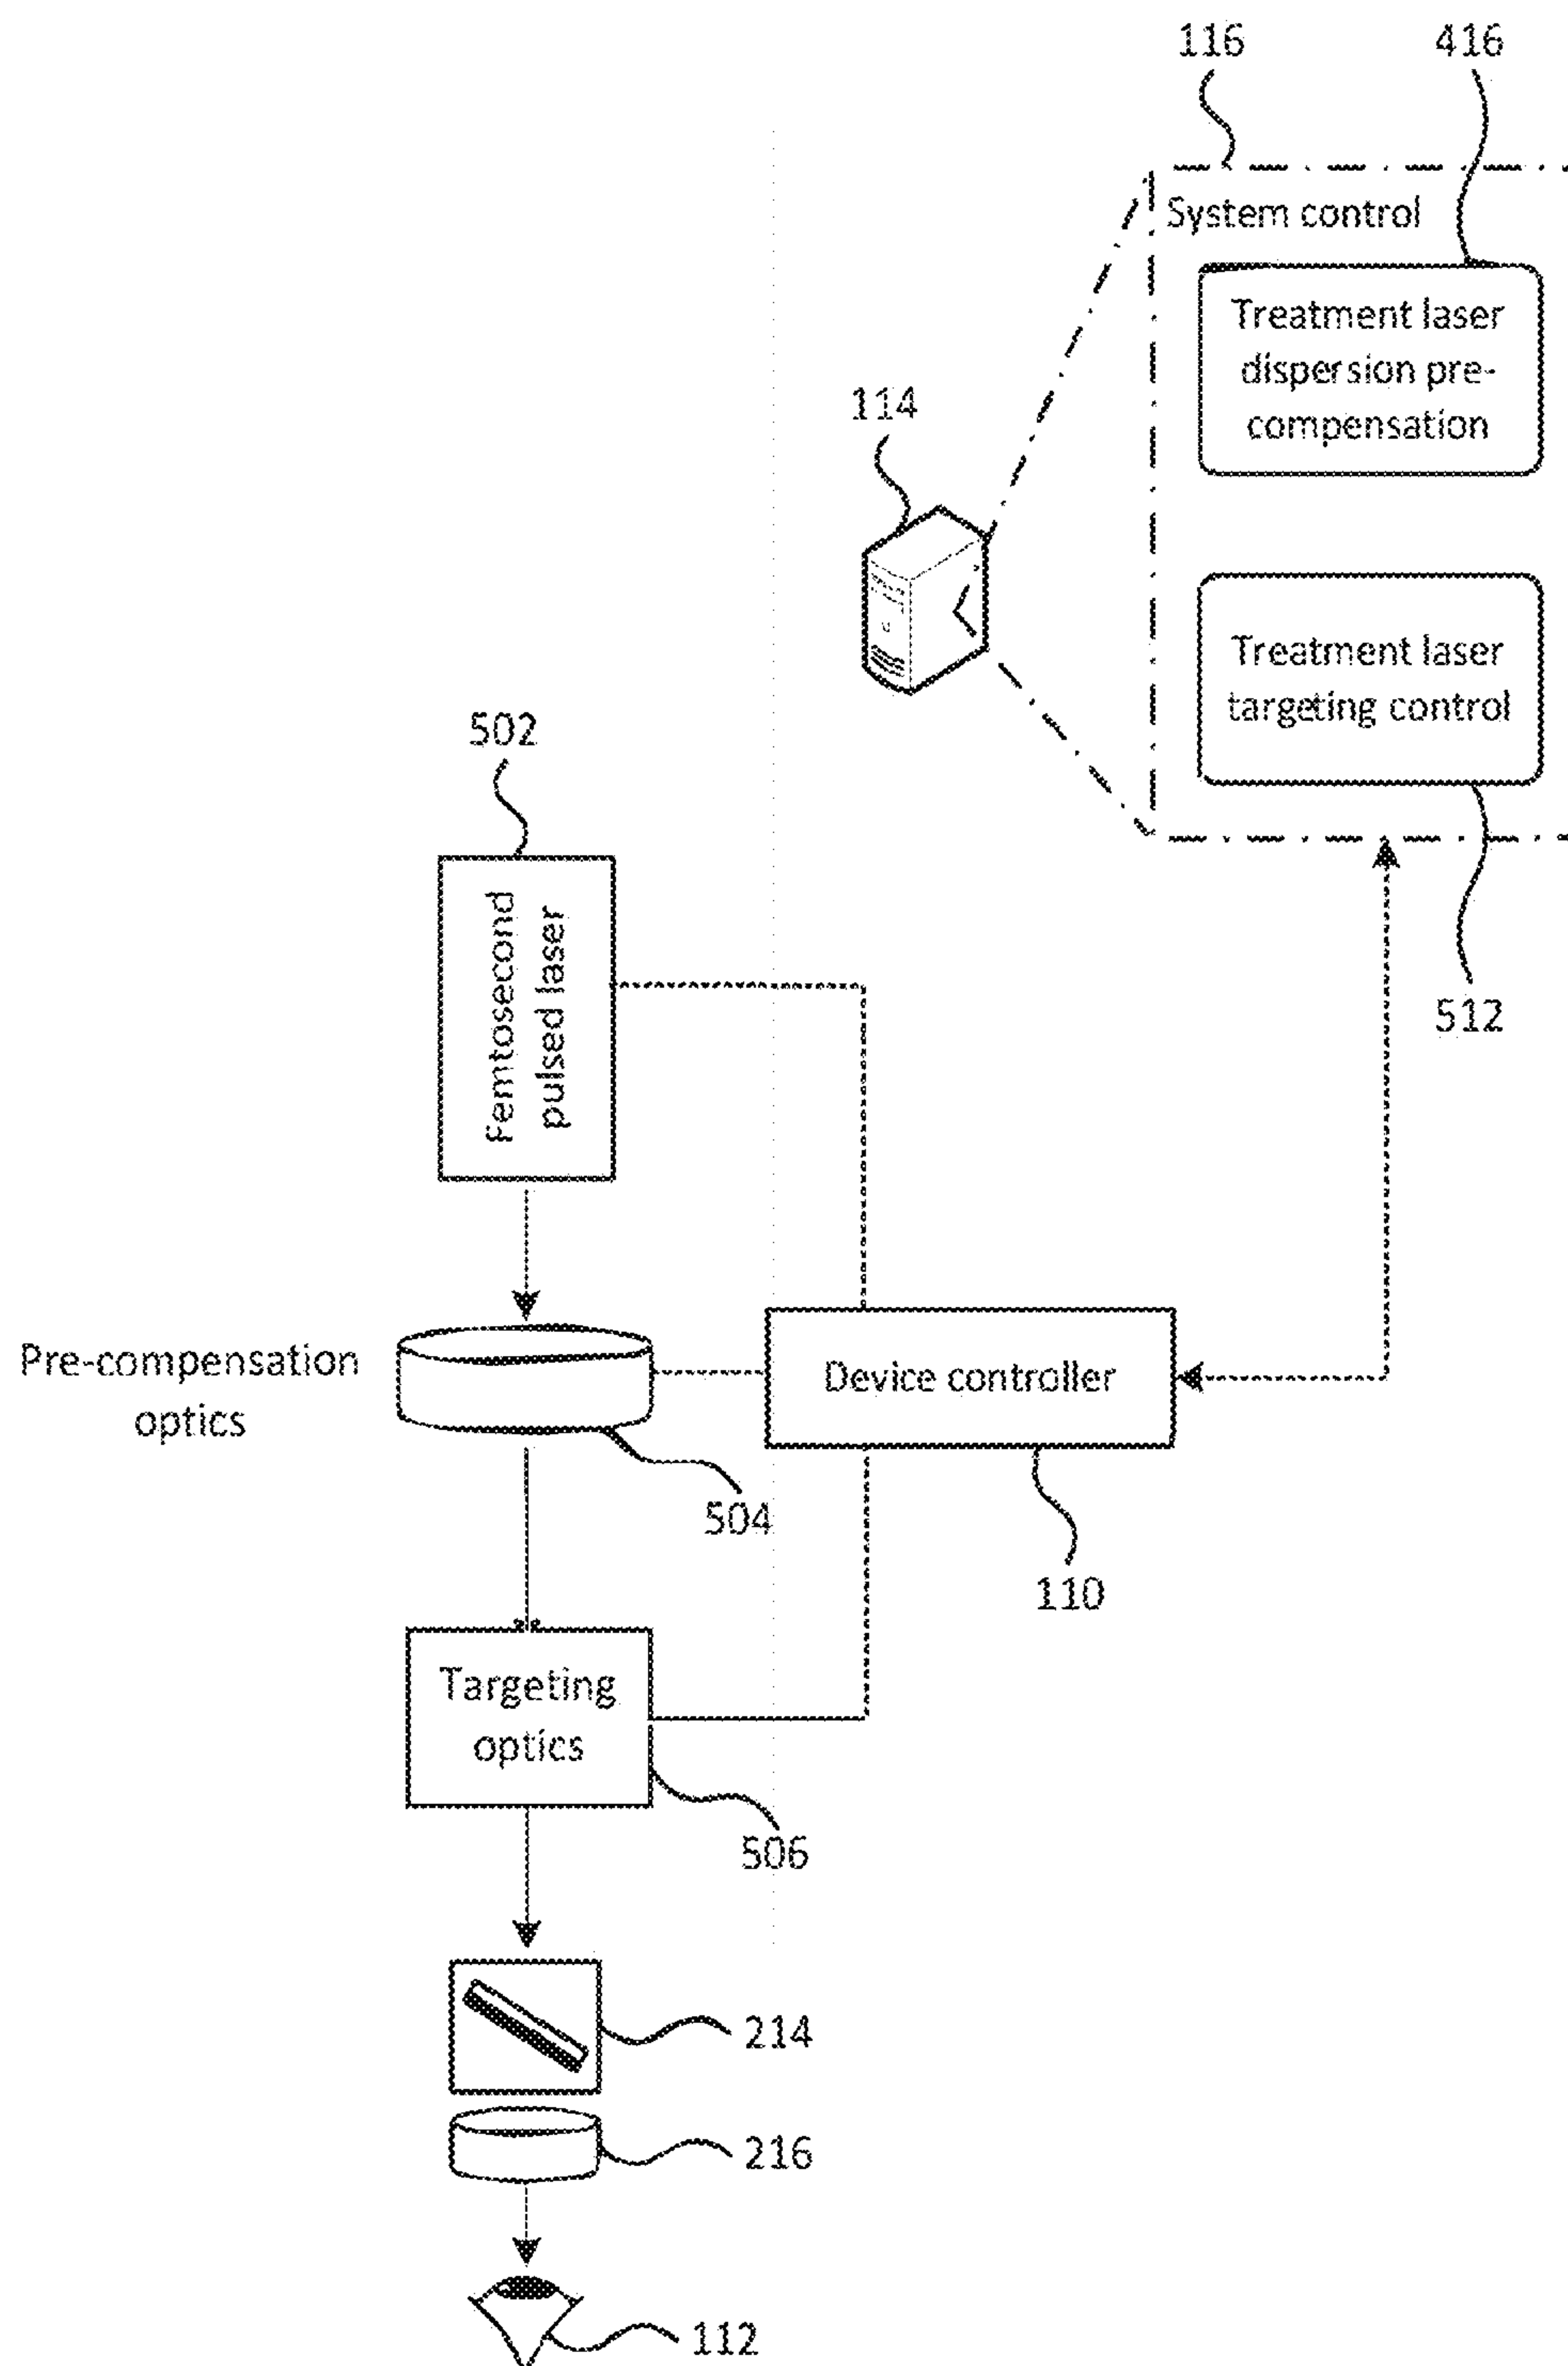 116
416
System control
Treatment laser
dispersion pre-
compensation
114
Treatment laser
targeting control
502
Femtosecond
pulsed laser
512
Pre-compensation
optics
Device controller
504
110
Targeting
optics
506
214
216
112